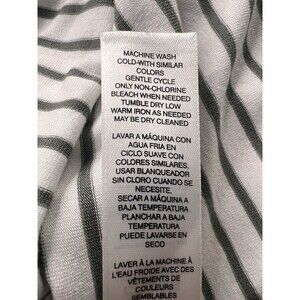 MACHINE WASH
COLD-WITH SIMILAR
COLORS
GENTLE CYCLE
ONLY NON-CHLORINE
BLEACH WHEN NEEDED
TUMBLE DRY LOW
WARM IRON AS NEEDED
MAY BE DRY CLEANED
LAVAR A MÁQUINA CON
AGUA FRIA EN
CICLO SUAVE CON
COLORES SIMILARES,
USAR BLANQUEADOR
SIN CLORO CUANDO SE
NECESITE.
SECAR A MÁQUINA A
BAJA TEMPERATURA
PLANCHAR A BAJA
TEMPERATURA
PUEDE LAVARSE EN
SECO
LAVER À LA MACHINE À
L'EAU FROIDE AVEC DES
VÊTEMENTS DE
COULEURS
SEMBLABLES